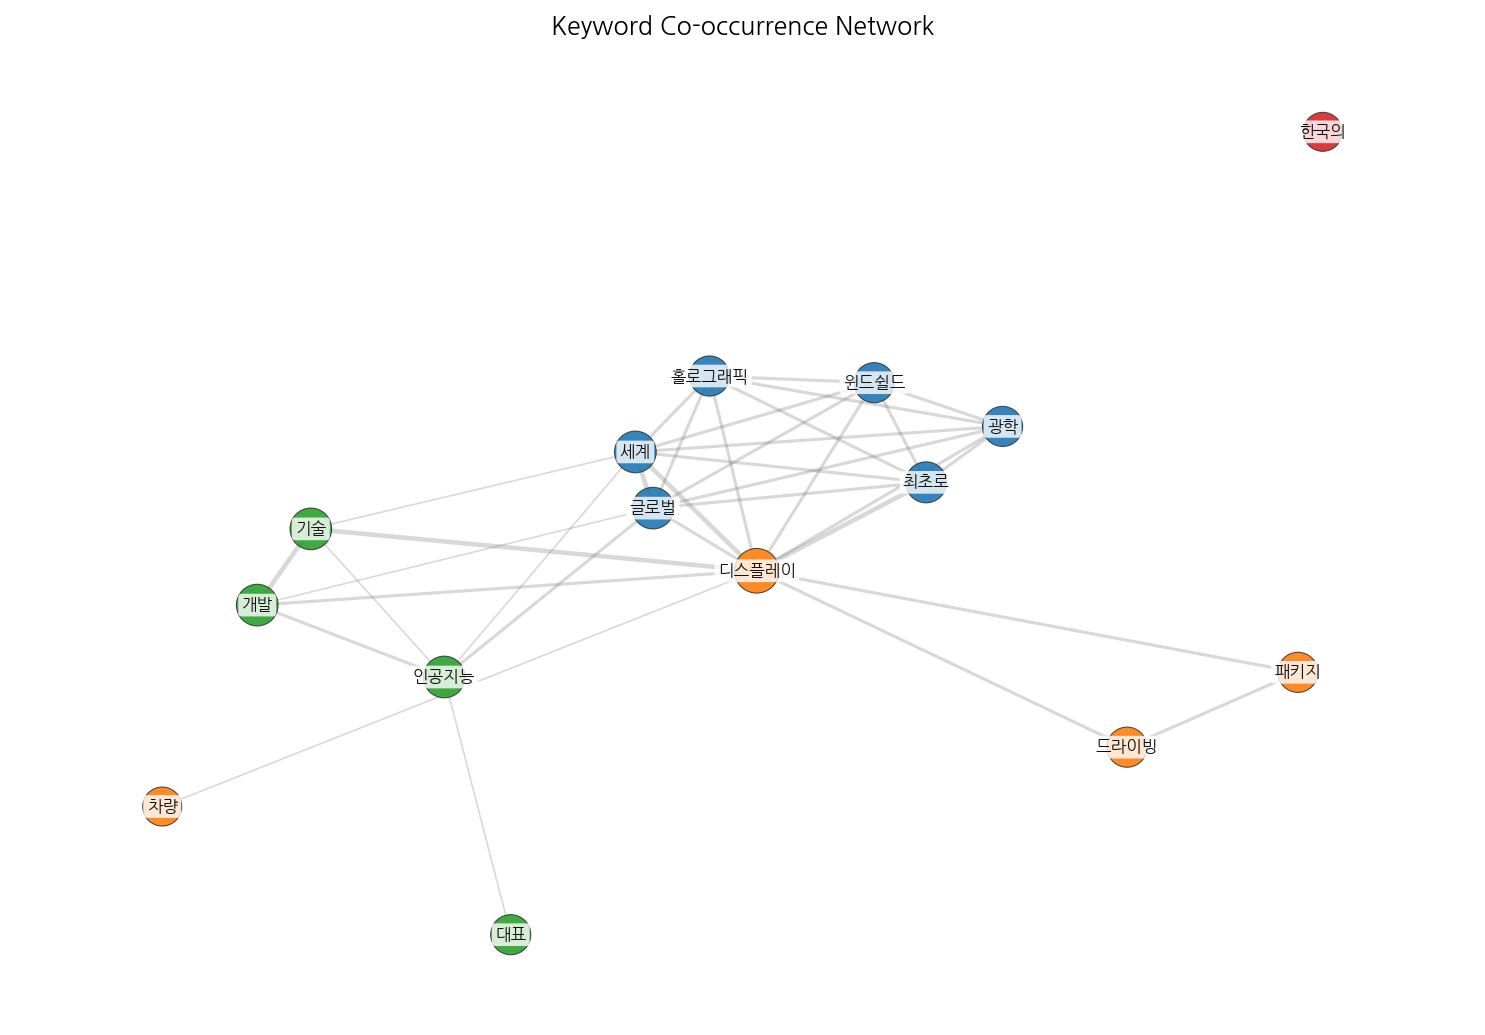 Keyword Co-occurrence Network
한국의
홀로그래픽
윈드쉴드
광학
세계
최초로
글로벌
기술
디스플레이
개발
인공지능
패키지
드라이빙
차량
대표